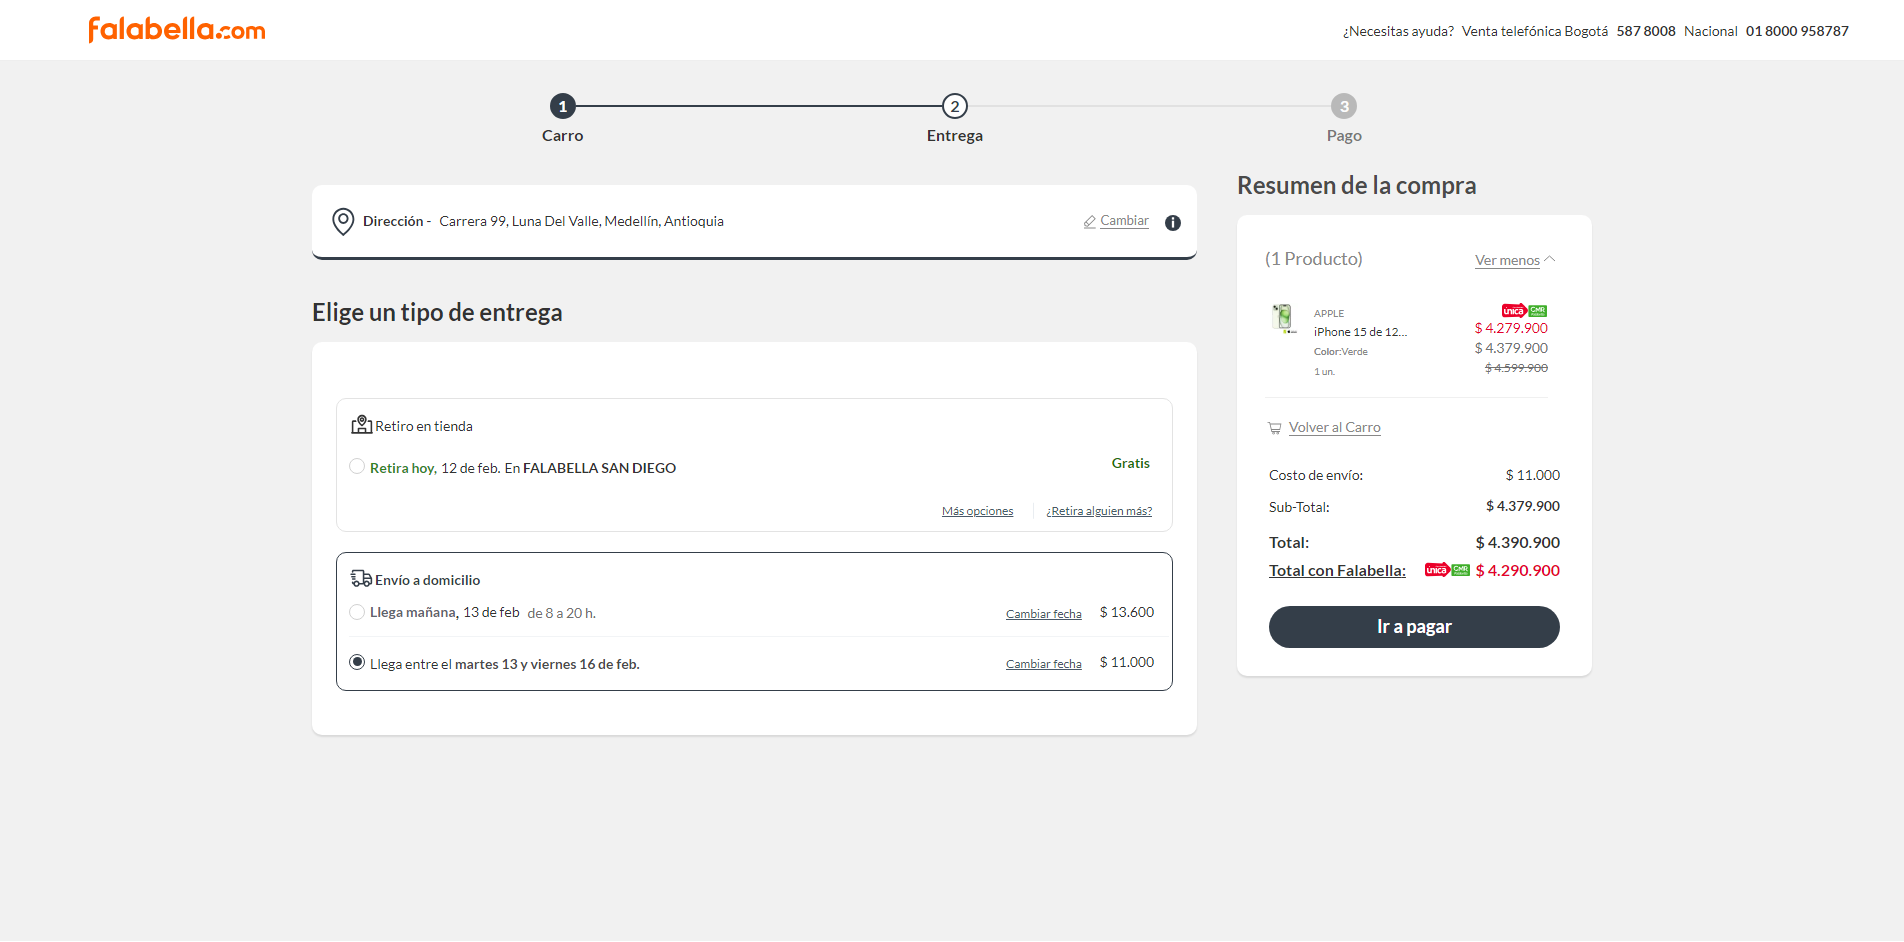 falabella.com
¿Necesitas ayuda? Venta telefónica Bogotá 587 8008 Nacional 01 8000 958787
1 2 3
Carro Entrega Pago
Dirección - Carrera 99, Luna Del Valle, Medellín, Antioquia Cambiar
Elige un tipo de entrega
Retiro en tienda
Retira hoy, 12 de feb. En FALABELLA SAN DIEGO Gratis
Más opciones ¿Retira alguien más?
Envío a domicilio
Llega mañana, 13 de feb de 8 a 20 h. Cambiar fecha $ 13.600
Llega entre el martes 13 y viernes 16 de feb. Cambiar fecha $ 11.000
Resumen de la compra
(1 Producto) Ver menos
APPLE única CMR
iPhone 15 de 12... $ 4.279.900
Color:Verde $ 4.379.900
1 un. $ 4.599.900
Volver al Carro
Costo de envío: $ 11.000
Sub-Total: $ 4.379.900
Total: $ 4.390.900
Total con Falabella: única CMR $ 4.290.900
Ir a pagar